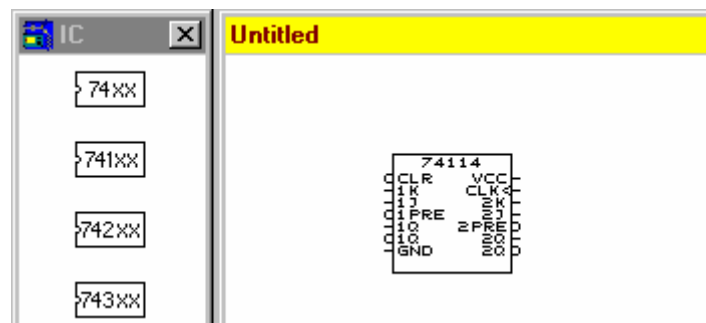 IC
Untitled
74xx
741xx
742xx
743xx
74114
CLR VCC
1K CLK
1J 2K
1PRE 2J
1Q 2PRE
1Q 2Q
GND 2Q